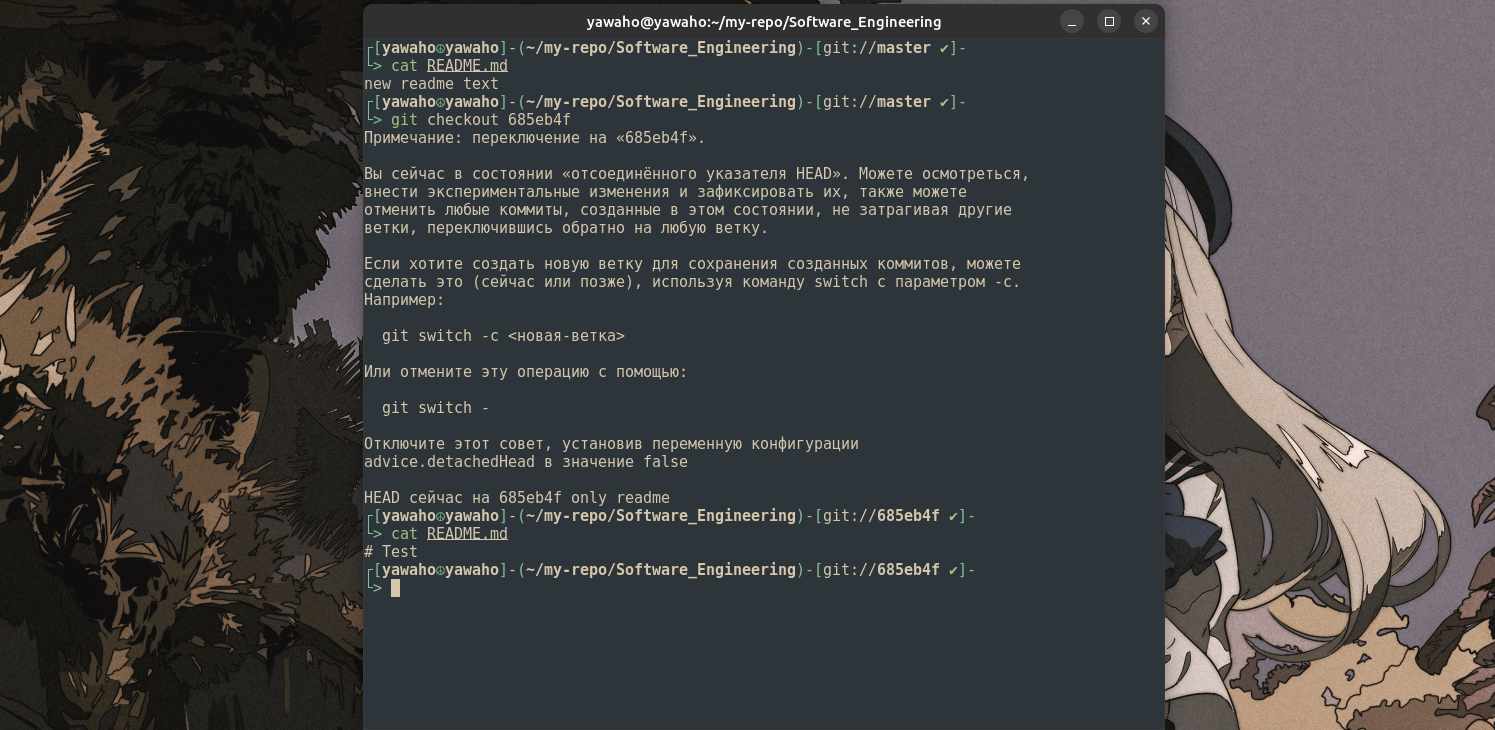 yawaho@yawaho:~/my-repo/Software_Engineering
┌[yawaho☮yawaho]-(~/my-repo/Software_Engineering)-[git://master ✔]-
└> cat README.md
new readme text
┌[yawaho☮yawaho]-(~/my-repo/Software_Engineering)-[git://master ✔]-
└> git checkout 685eb4f
Примечание: переключение на «685eb4f».

Вы сейчас в состоянии «отсоединённого указателя HEAD». Можете осмотреться,
внести экспериментальные изменения и зафиксировать их, также можете
отменить любые коммиты, созданные в этом состоянии, не затрагивая другие
ветки, переключившись обратно на любую ветку.

Если хотите создать новую ветку для сохранения созданных коммитов, можете
сделать это (сейчас или позже), используя команду switch с параметром -c.
Например:

  git switch -c <новая-ветка>

Или отмените эту операцию с помощью:

  git switch -

Отключите этот совет, установив переменную конфигурации
advice.detachedHead в значение false

HEAD сейчас на 685eb4f only readme
┌[yawaho☮yawaho]-(~/my-repo/Software_Engineering)-[git://685eb4f ✔]-
└> cat README.md
# Test
┌[yawaho☮yawaho]-(~/my-repo/Software_Engineering)-[git://685eb4f ✔]-
└>